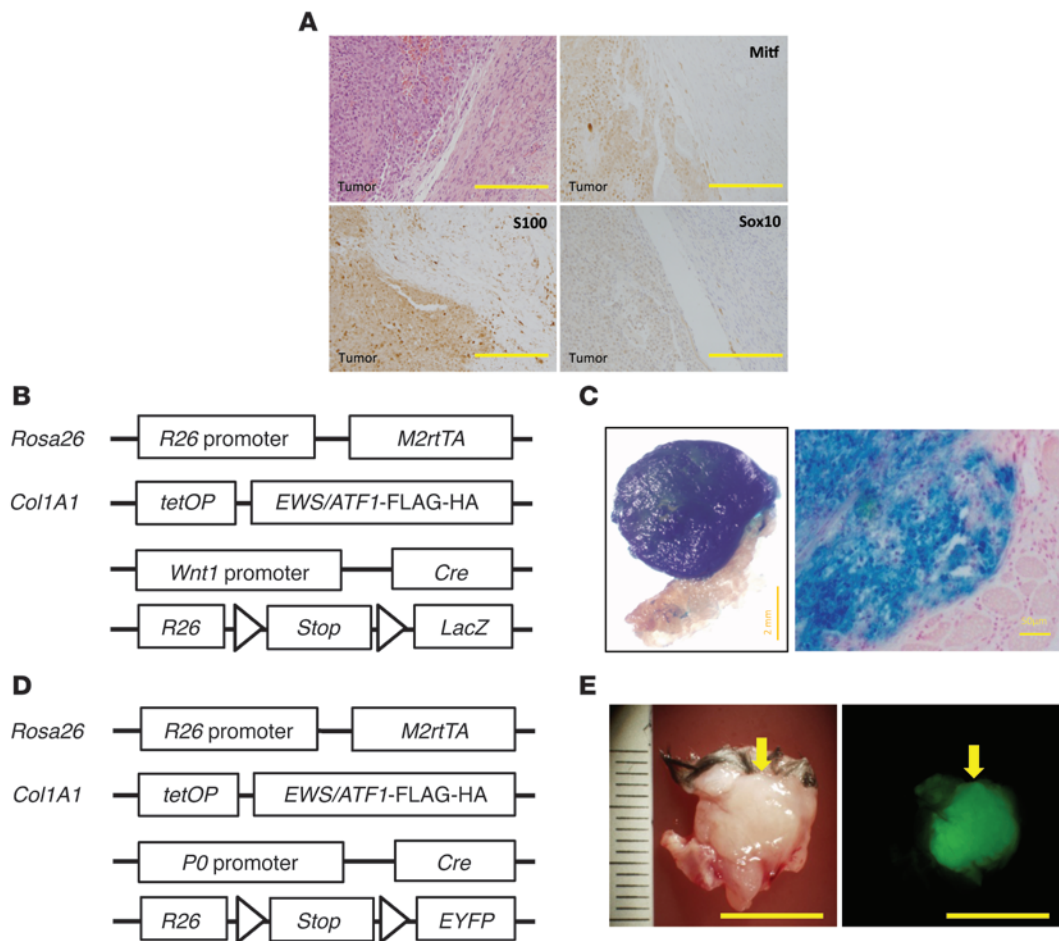 A
Mitf
Tumor
Tumor
S100
Sox10
Tumor
Tumor
B
Rosa26
R26 promoter
M2rtTA
Col1A1
tetOP
EWS/ATF1-FLAG-HA
Wnt1 promoter
Cre
R26
Stop
LacZ
C
2 mm
D
Rosa26
R26 promoter
M2rtTA
Col1A1
tetOP
EWS/ATF1-FLAG-HA
P0 promoter
Cre
R26
Stop
EYFP
E